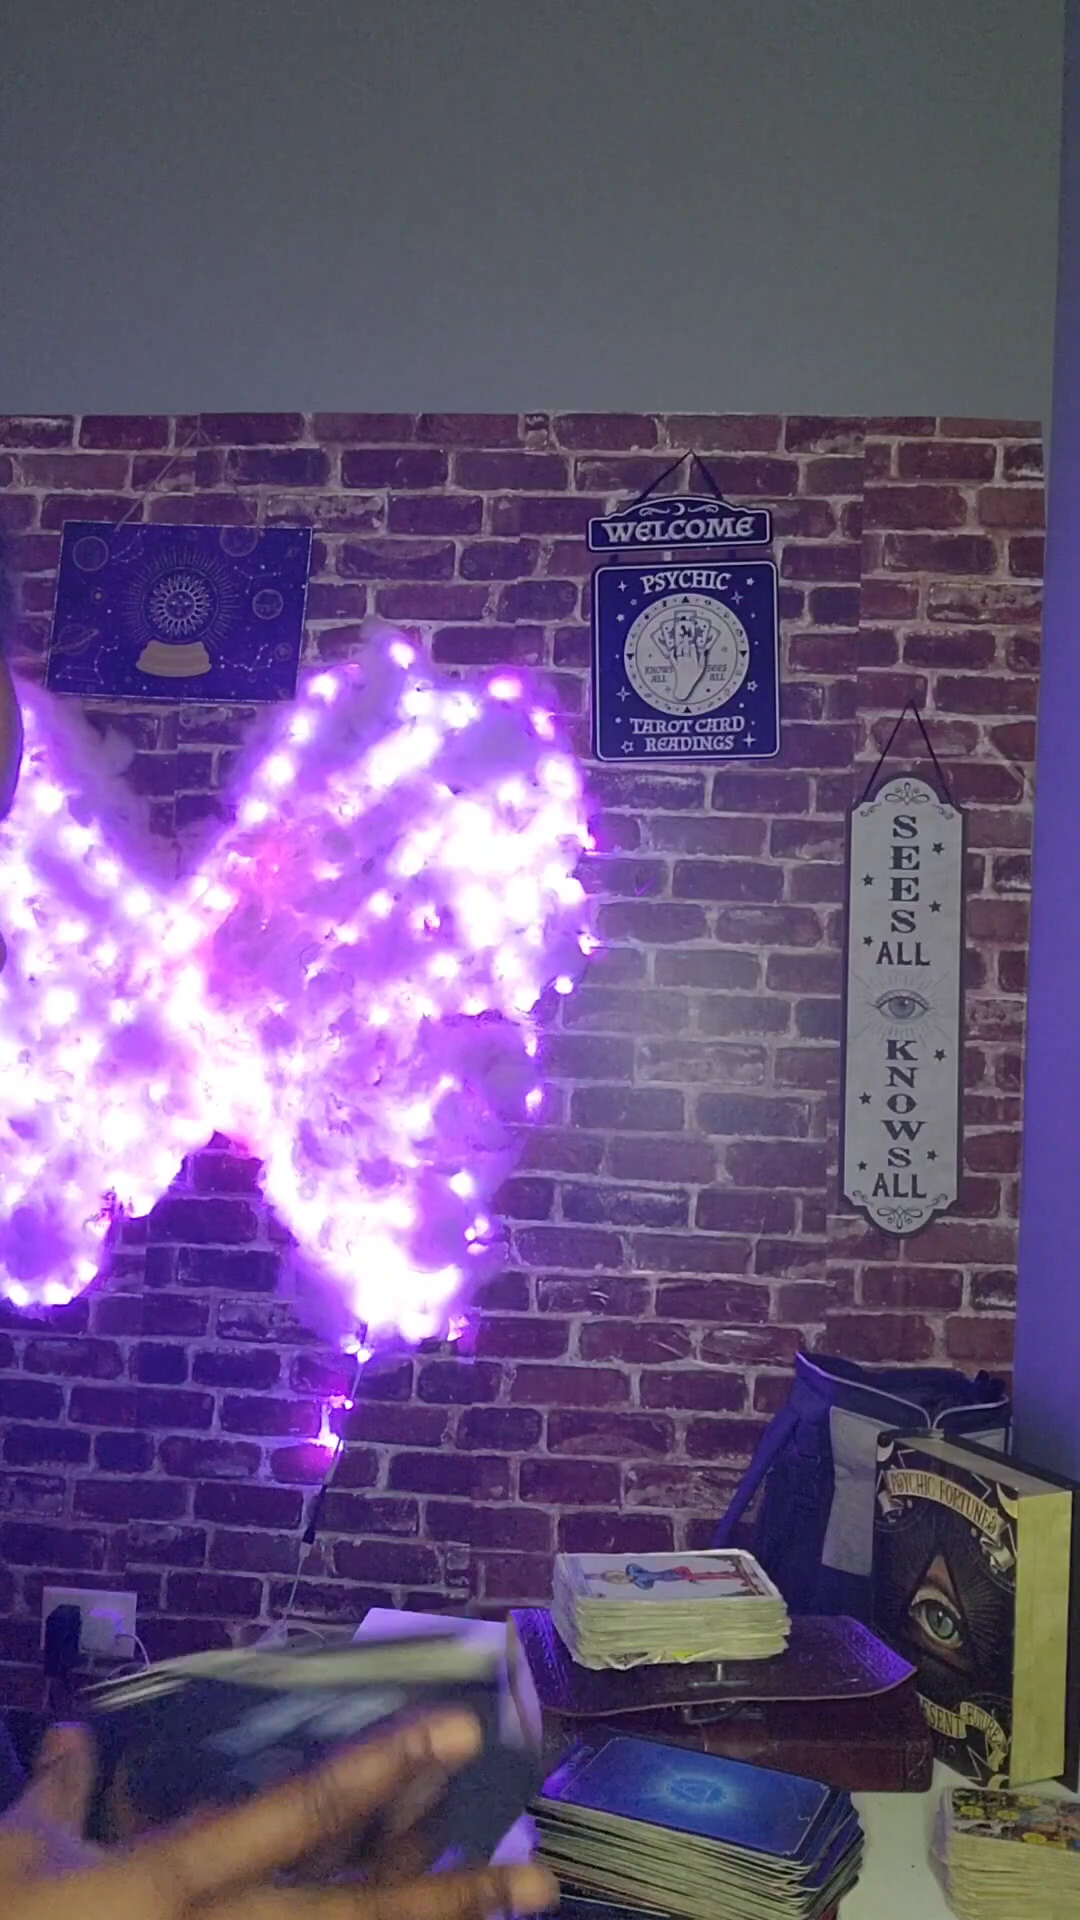 WELCOME
PSYCHIC
KNOWS SEES
ALL ALL
TAROT CARD
READINGS
SEES
ALL
KNOWS
ALL
PSYCHIC FORTUNES